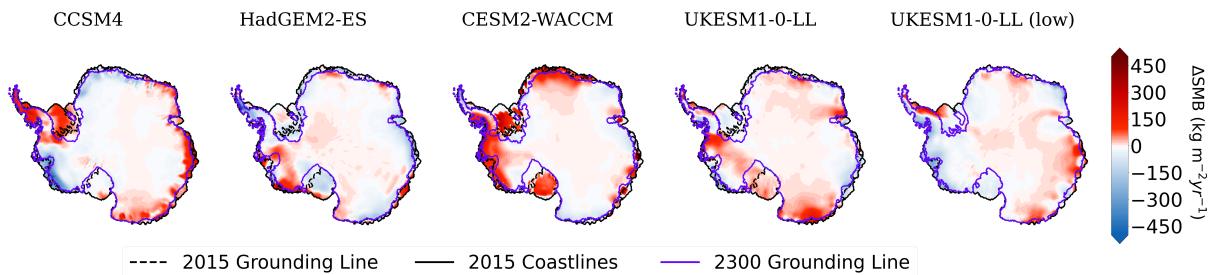 CCSM4 HadGEM2-ES CESM2-WACCM UKESM1-0-LL UKESM1-0-LL (low)
450
300
150
0
−150
−300
−450
ΔSMB (kg m⁻²yr⁻¹)
2015 Grounding Line 2015 Coastlines 2300 Grounding Line